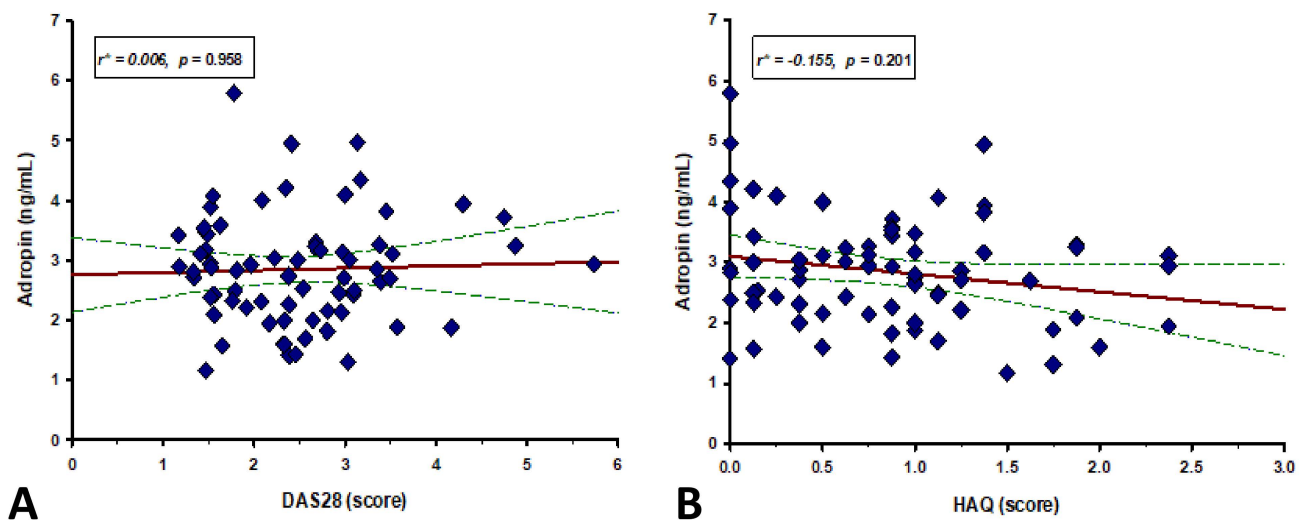 7
6
5
4
3
2
1
0
Adropin (ng/mL)
r* = 0.006, p = 0.958
0 1 2 3 4 5 6
DAS28 (score)
A
7
6
5
4
3
2
1
0
Adropin (ng/mL)
r* = -0.155, p = 0.201
0.0 0.5 1.0 1.5 2.0 2.5 3.0
HAQ (score)
B